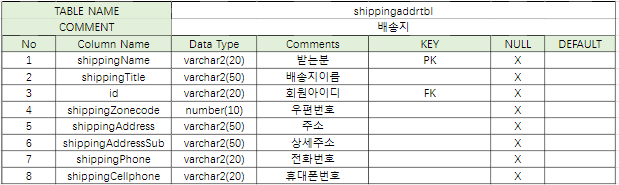 TABLE NAME shippingaddrtbl
COMMENT 배송지
No Column Name Data Type Comments KEY NULL DEFAULT
1 shippingName varchar2(20) 받는분 PK X
2 shippingTitle varchar2(50) 배송지이름 X
3 id varchar2(20) 회원아이디 FK X
4 shippingZonecode number(10) 우편번호 X
5 shippingAddress varchar2(50) 주소 X
6 shippingAddressSub varchar2(50) 상세주소 X
7 shippingPhone varchar2(20) 전화번호 X
8 shippingCellphone varchar2(20) 휴대폰번호 X